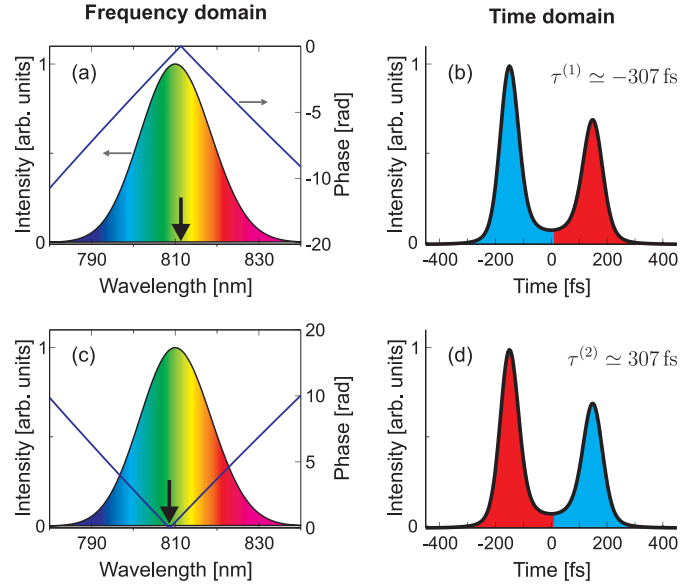 Frequency domain
Time domain
(a)
1
0
Intensity [arb. units]
0
-5
-10
-15
-20
Phase [rad]
790
810
830
Wavelength [nm]
(b)
τ(1) ≃ −307 fs
1
0
Intensity [arb. units]
-400
-200
0
200
400
Time [fs]
(c)
1
0
Intensity [arb. units]
20
15
10
5
0
Phase [rad]
790
810
830
Wavelength [nm]
(d)
τ(2) ≃ 307 fs
1
0
Intensity [arb. units]
-400
-200
0
200
400
Time [fs]